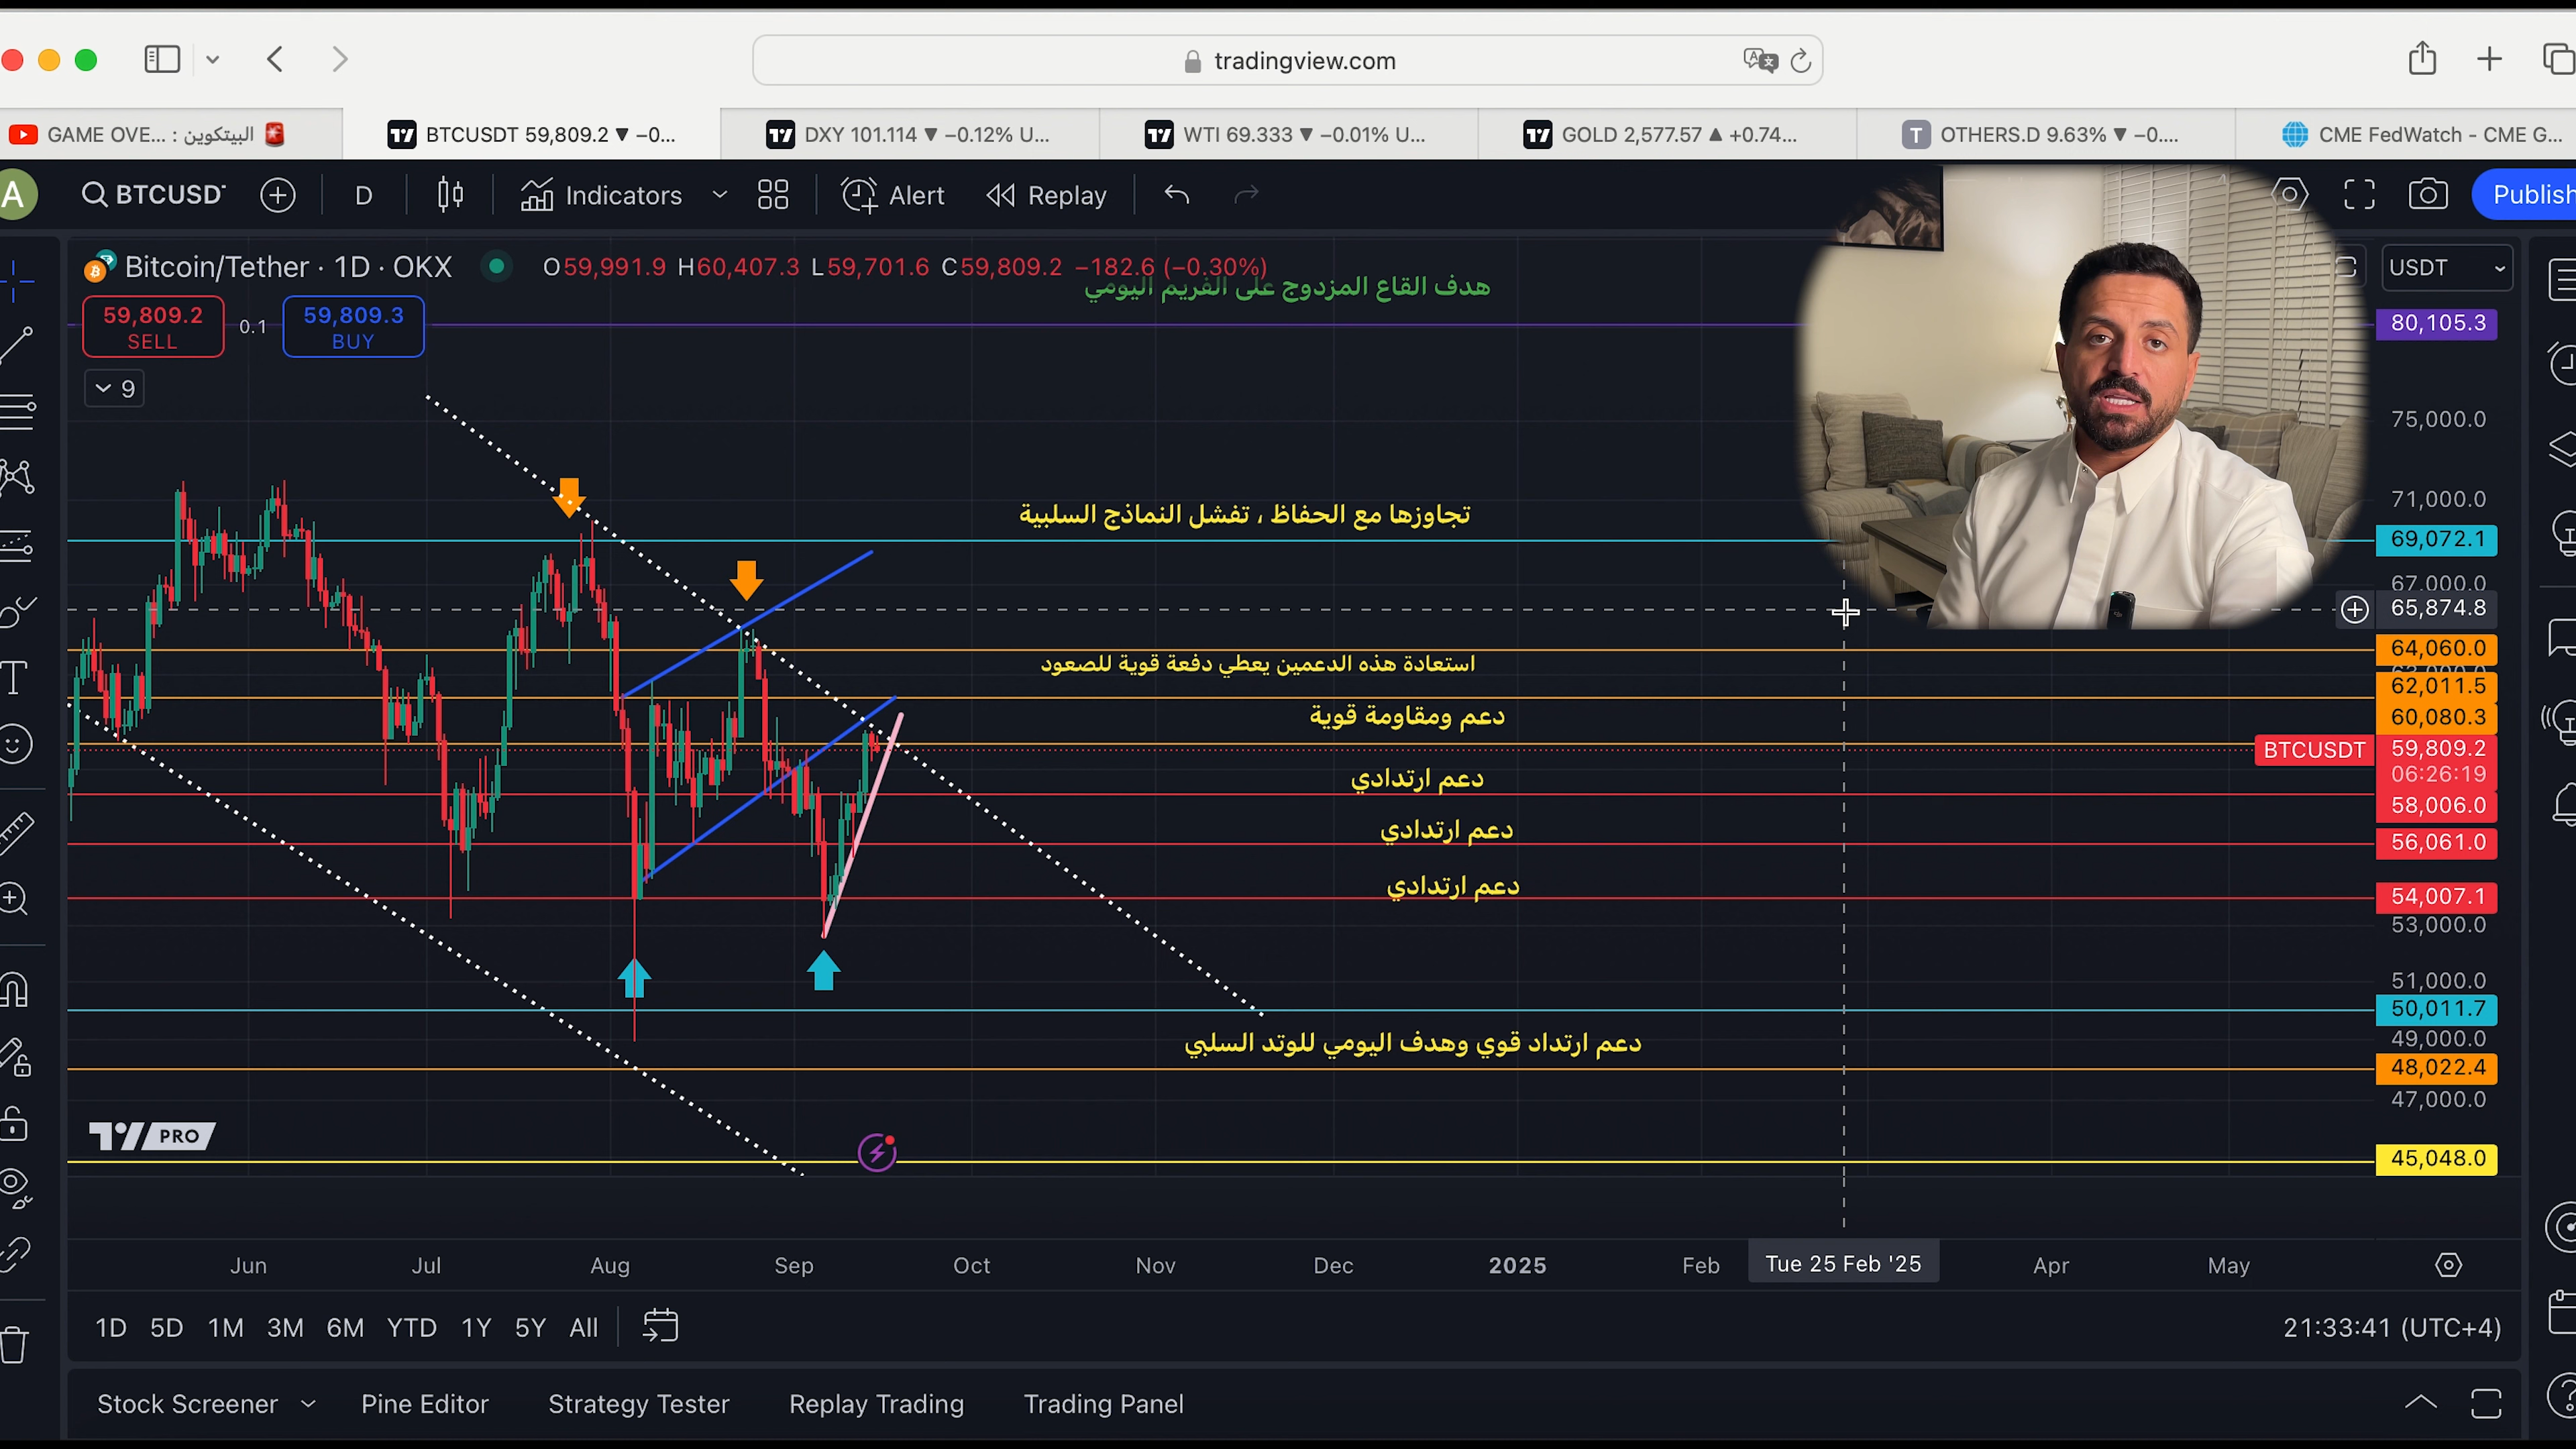 tradingview.com
GAME OVE... : البيتكوين 🚨
BTCUSDT 59,809.2 ▼ −0...
DXY 101.114 ▼ −0.12% U...
WTI 69.333 ▼ −0.01% U...
GOLD 2,577.57 ▲ +0.74...
OTHERS.D 9.63% ▼ −0....
CME FedWatch - CME G...
A
BTCUSD
D
Indicators
Alert
Replay
Publish
Bitcoin/Tether · 1D · OKX
O59,991.9 H60,407.3 L59,701.6 C59,809.2 −182.6 (−0.30%)
USDT
هدف القاع المزدوج على الفريم اليومي
59,809.2
SELL
0.1
59,809.3
BUY
9
80,105.3
75,000.0
71,000.0
تجاوزها مع الحفاظ ، تفشل النماذج السلبية
69,072.1
67,000.0
65,874.8
64,060.0
استعادة هذه الدعمين يعطي دفعة قوية للصعود
62,011.5
دعم ومقاومة قوية
60,080.3
BTCUSDT
59,809.2
06:26:19
دعم ارتدادي
58,006.0
دعم ارتدادي
56,061.0
دعم ارتدادي
54,007.1
53,000.0
51,000.0
50,011.7
دعم ارتداد قوي وهدف اليومي للوتد السلبي
49,000.0
48,022.4
47,000.0
PRO
45,048.0
Jun Jul Aug Sep Oct Nov Dec 2025 Feb Tue 25 Feb '25 Apr May
1D 5D 1M 3M 6M YTD 1Y 5Y All
21:33:41 (UTC+4)
Stock Screener Pine Editor Strategy Tester Replay Trading Trading Panel